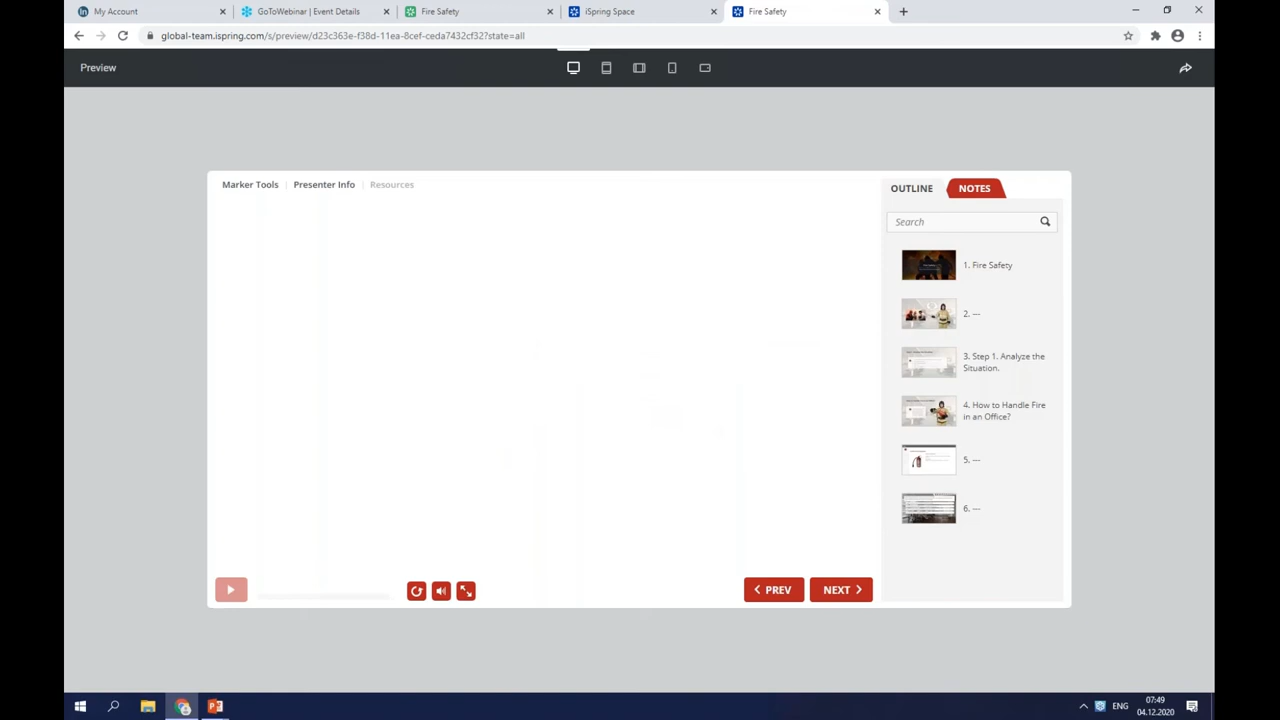 My Account
GoToWebinar | Event Details
Fire Safety
iSpring Space
Fire Safety
global-team.ispring.com/s/preview/d23c363e-f38d-11ea-8cef-ceda7432cf32?state=all
Preview
Marker Tools
Presenter Info
Resources
OUTLINE
NOTES
Search
1. Fire Safety
2. ---
3. Step 1. Analyze the
Situation.
4. How to Handle Fire
in an Office?
5. ---
6. ---
PREV
NEXT
ENG
07:49
04.12.2020